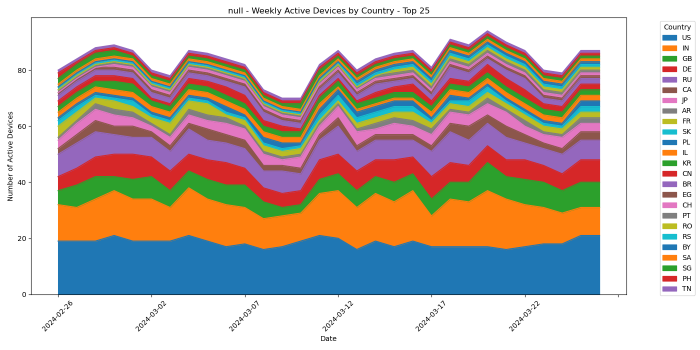 null - Weekly Active Devices by Country - Top 25
Number of Active Devices
80
60
40
20
0
2024-02-26
2024-03-02
2024-03-07
2024-03-12
2024-03-17
2024-03-22
Date
Country
US
IN
GB
DE
RU
CA
JP
AR
FR
SK
PL
IL
KR
CN
BR
EG
CH
PT
RO
RS
BY
SA
SG
PH
TN